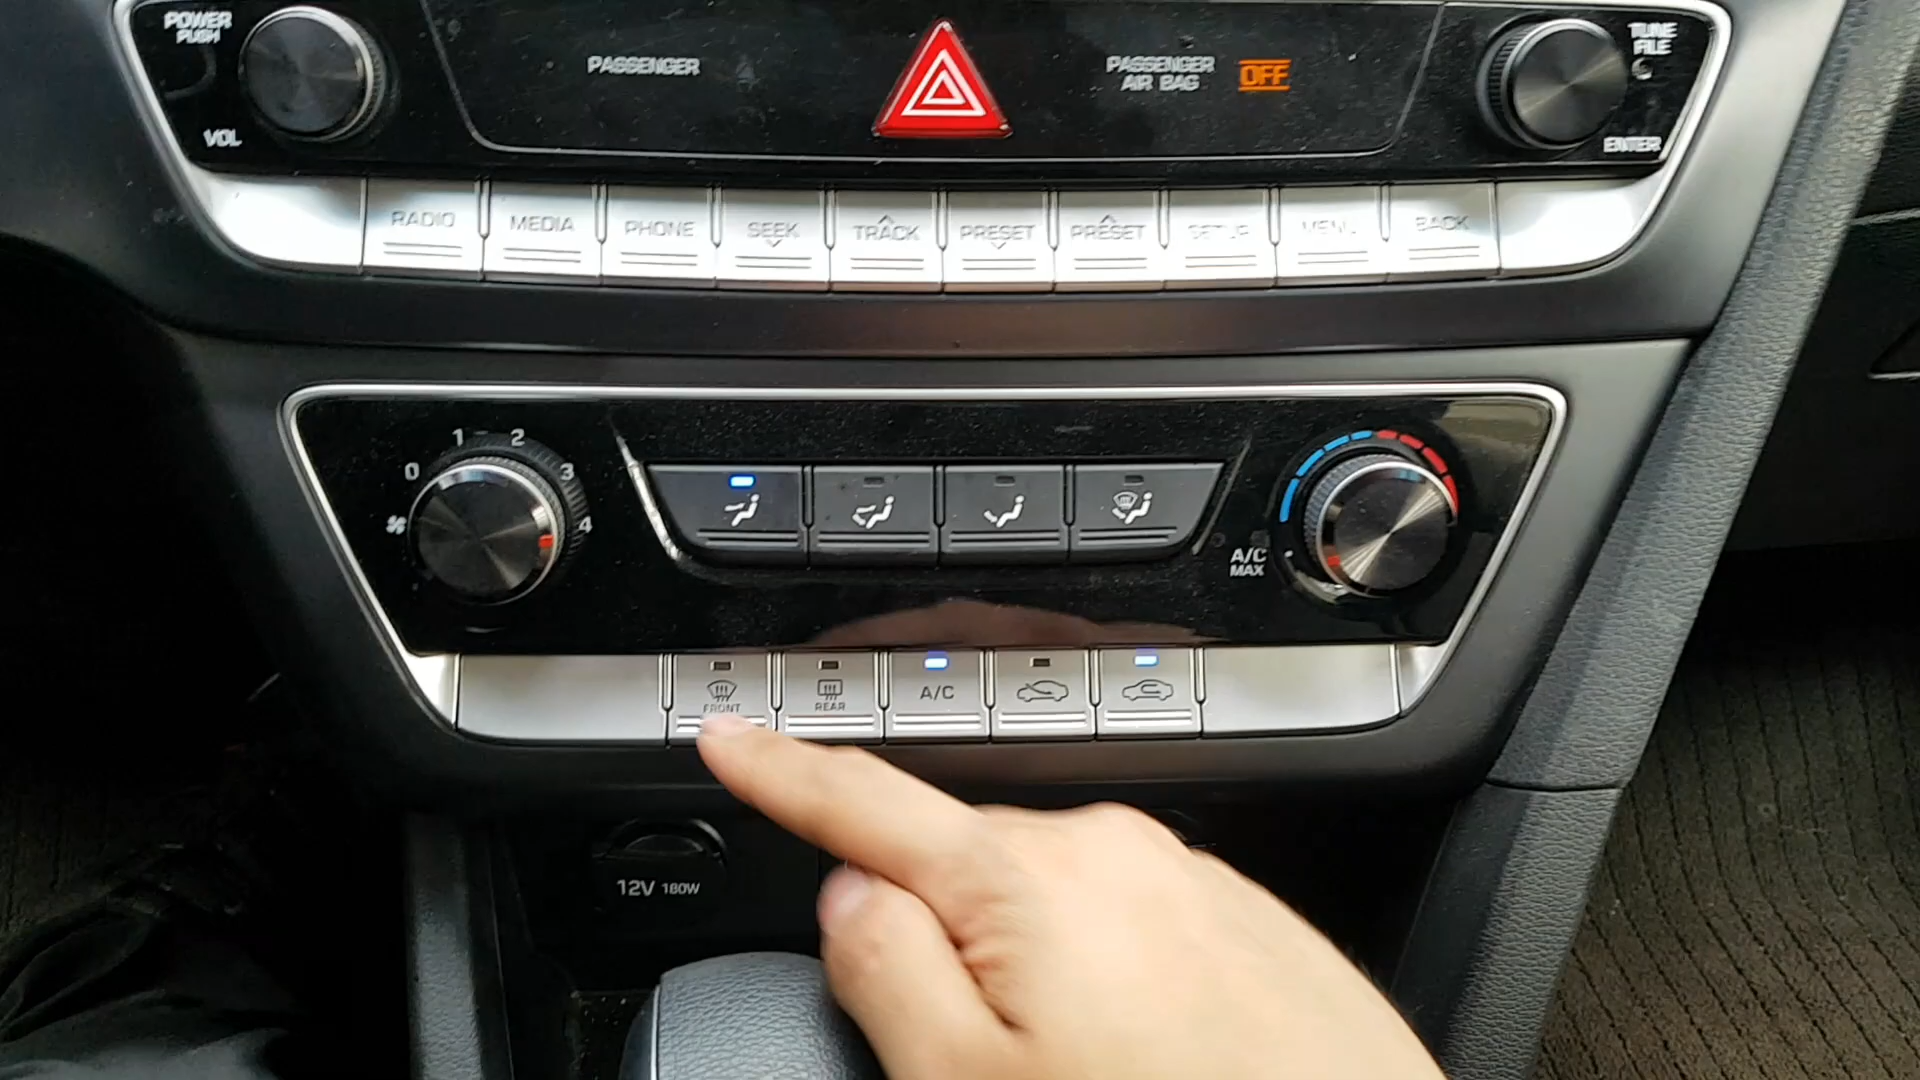 POWER
PUSH
VOL
PASSENGER
PASSENGER
AIR BAG
OFF
TUNE
FILE
ENTER
RADIO
MEDIA
PHONE
SEEK
TRACK
PRESET
PRESET
SETUP
MENU
BACK
0
1
2
3
4
A/C
MAX
FRONT
REAR
A/C
12V 180W